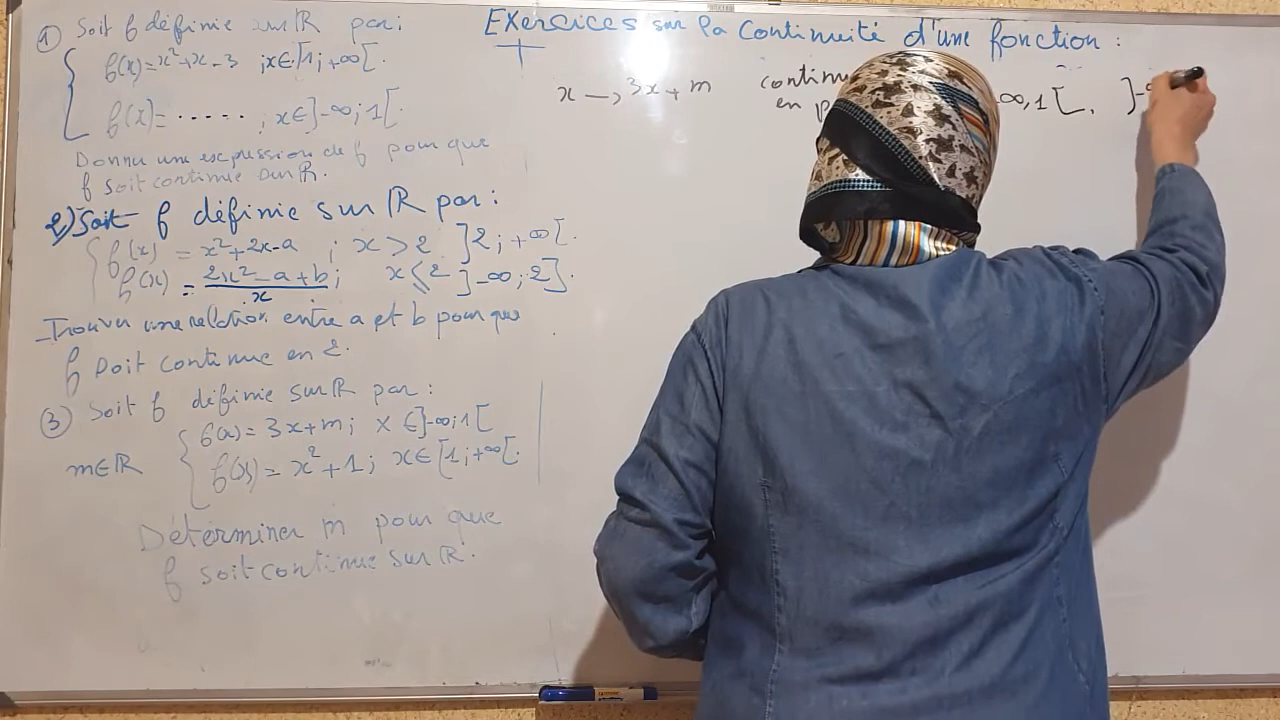 Exercices sur la Continuité d'une fonction :
① Soit f définie sur ℝ par :
f(x) = x²+x-3 ; x∈[1 ; +∞[.
f(x) = ..... , x∈]-∞ ; 1[.
Donner une expression de f pour que
f soit continue sur ℝ.
2) Soit f définie sur ℝ par :
f(x) = x²+2x-a ; x > 2 ]2 ; +∞[.
f(x) = (2x²-a+b)/x ; x ⩽ 2 ]-∞ ; 2].
-Trouver une relation entre a et b pour que
f soit continue en 2.
③ Soit f définie sur ℝ par :
m∈ℝ
f(x) = 3x+m ; x ∈]-∞ ; 1[
f(x) = x²+1 ; x∈[1 ; +∞[.
Déterminer m pour que
f soit continue sur ℝ.
x → 3x + m
en
∞, 1[ .